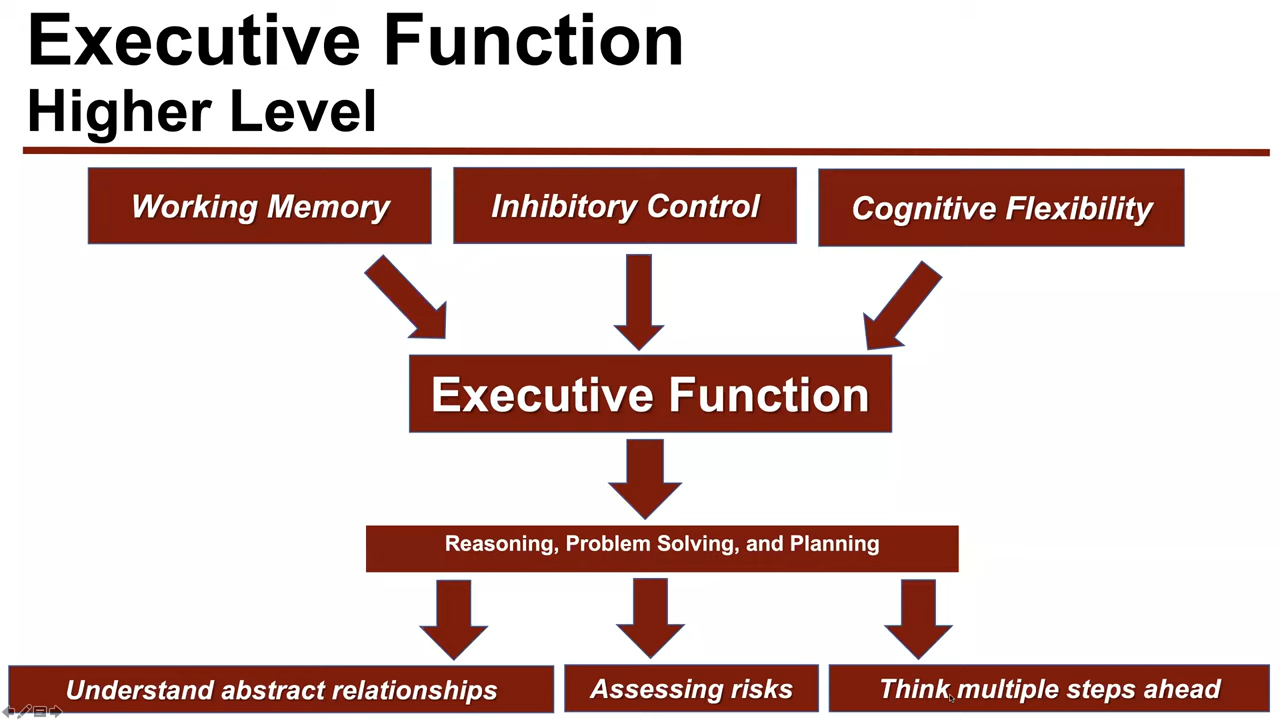 Executive Function
Higher Level
Working Memory
Inhibitory Control
Cognitive Flexibility
Executive Function
Reasoning, Problem Solving, and Planning
Understand abstract relationships
Assessing risks
Think multiple steps ahead